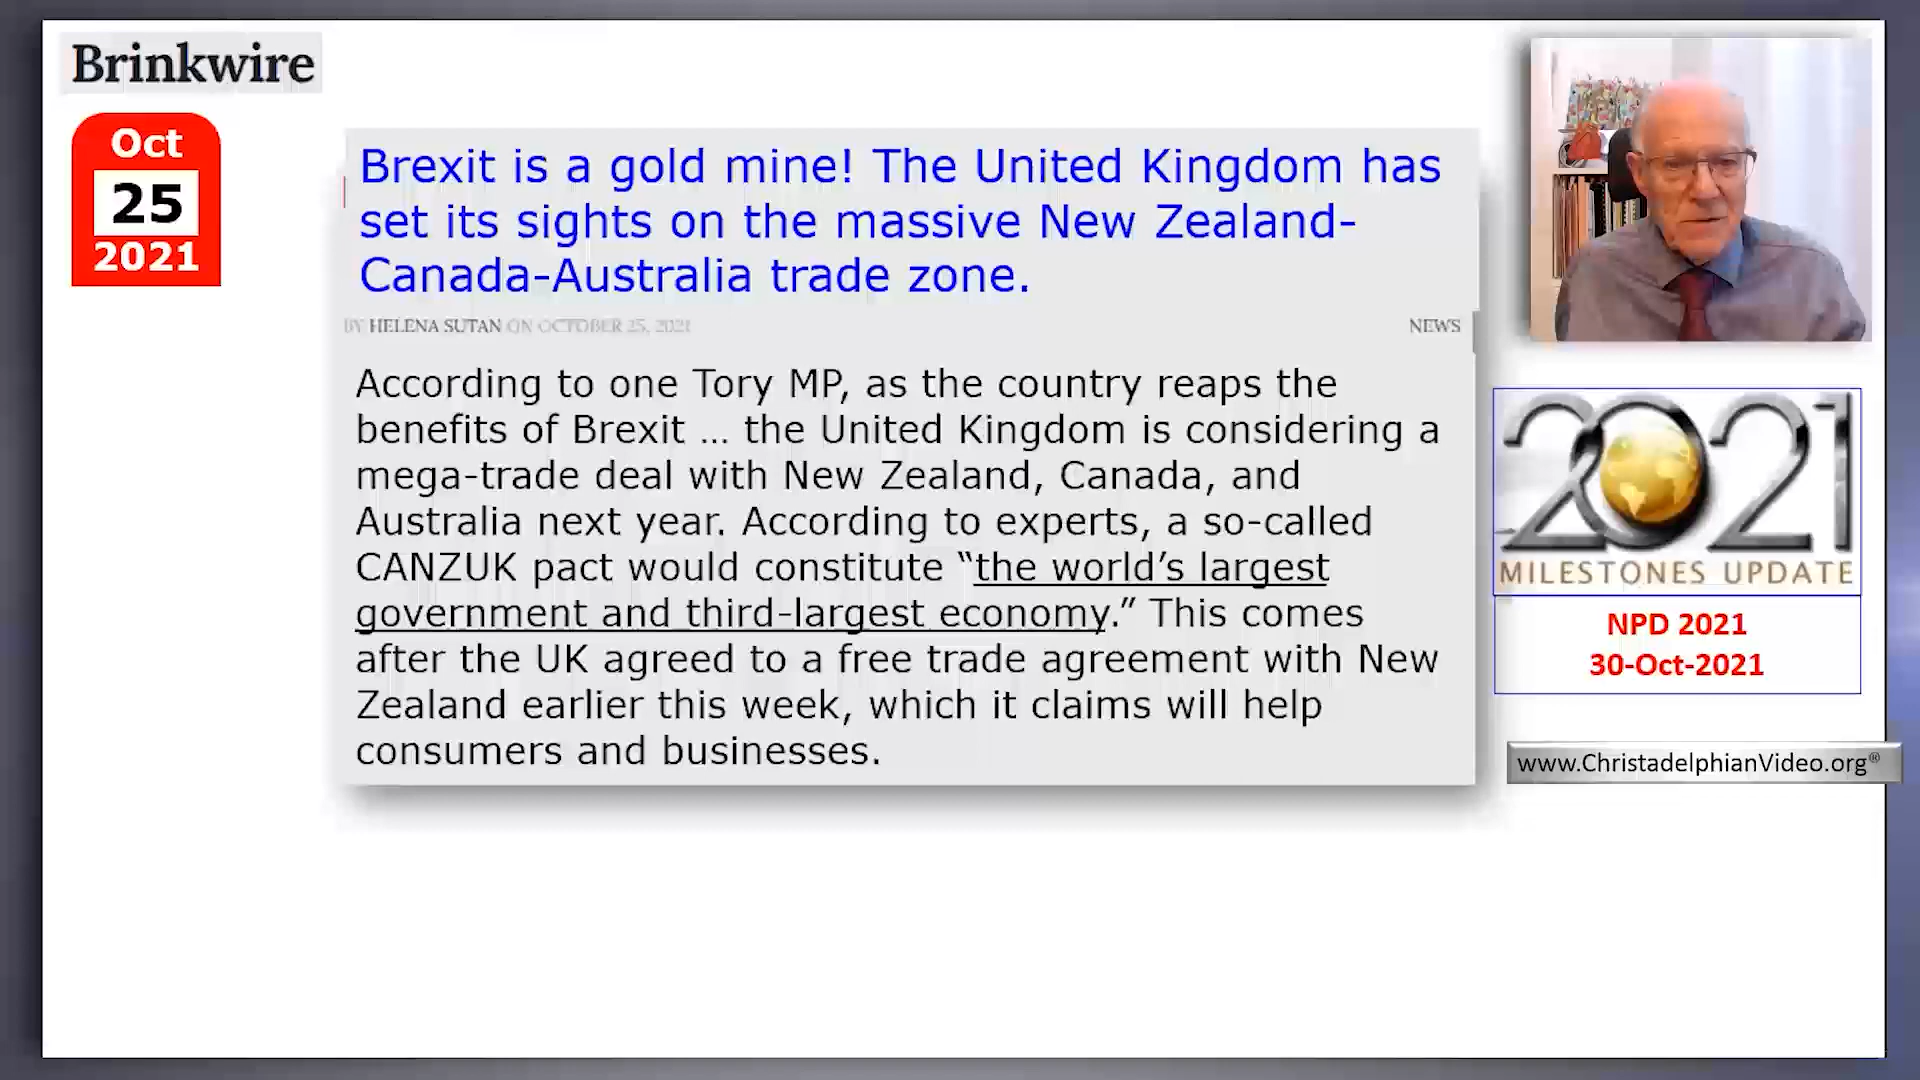 Brinkwire
Oct
25
2021
Brexit is a gold mine! The United Kingdom has
set its sights on the massive New Zealand-
Canada-Australia trade zone.
BY HELENA SUTAN ON OCTOBER 25, 2021
NEWS
According to one Tory MP, as the country reaps the
benefits of Brexit ... the United Kingdom is considering a
mega-trade deal with New Zealand, Canada, and
Australia next year. According to experts, a so-called
CANZUK pact would constitute “the world’s largest
government and third-largest economy.” This comes
after the UK agreed to a free trade agreement with New
Zealand earlier this week, which it claims will help
consumers and businesses.
2021
MILESTONES UPDATE
NPD 2021
30-Oct-2021
www.ChristadelphianVideo.org®